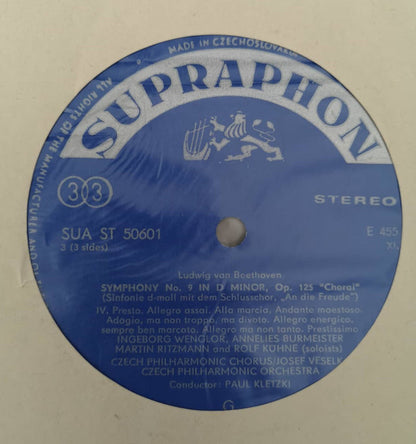 MADE IN CZECHOSLOVAKIA
ALL RIGHTS OF THE MANUFACTURER AND OF
SUPRAPHON
33
STEREO
SUA ST 50601
E 455
3 (3 sides)
Ludwig van Beethoven
SYMPHONY No. 9 IN D MINOR, Op. 125 "Choral"
(Sinfonie d-moll mit dem Schlusschor, „An die Freude")
IV. Presto. Allegro assai. Alla marcia. Andante maestoso.
Adagio, ma non troppo, ma divoto. Allegro energico,
sempre ben marcato. Allegro ma non tanto. Prestissimo
INGEBORG WENGLOR, ANNELIES BURMEISTER
MARTIN RITZMANN and ROLF KÜHNE (soloists)
CZECH PHILHARMONIC CHORUS/JOSEF VESELKA
CZECH PHILHARMONIC ORCHESTRA
Conductor: PAUL KLETZKI
G